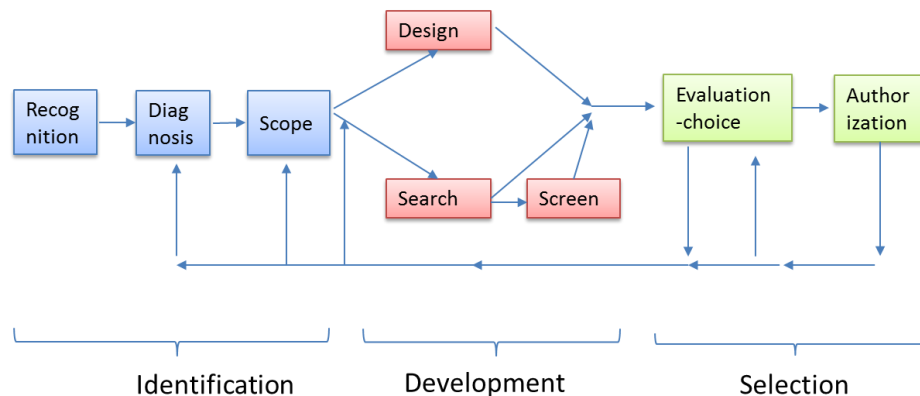 Design
Recog
nition
Diag
nosis
Scope
Evaluation
-choice
Author
ization
Search
Screen
Identification
Development
Selection